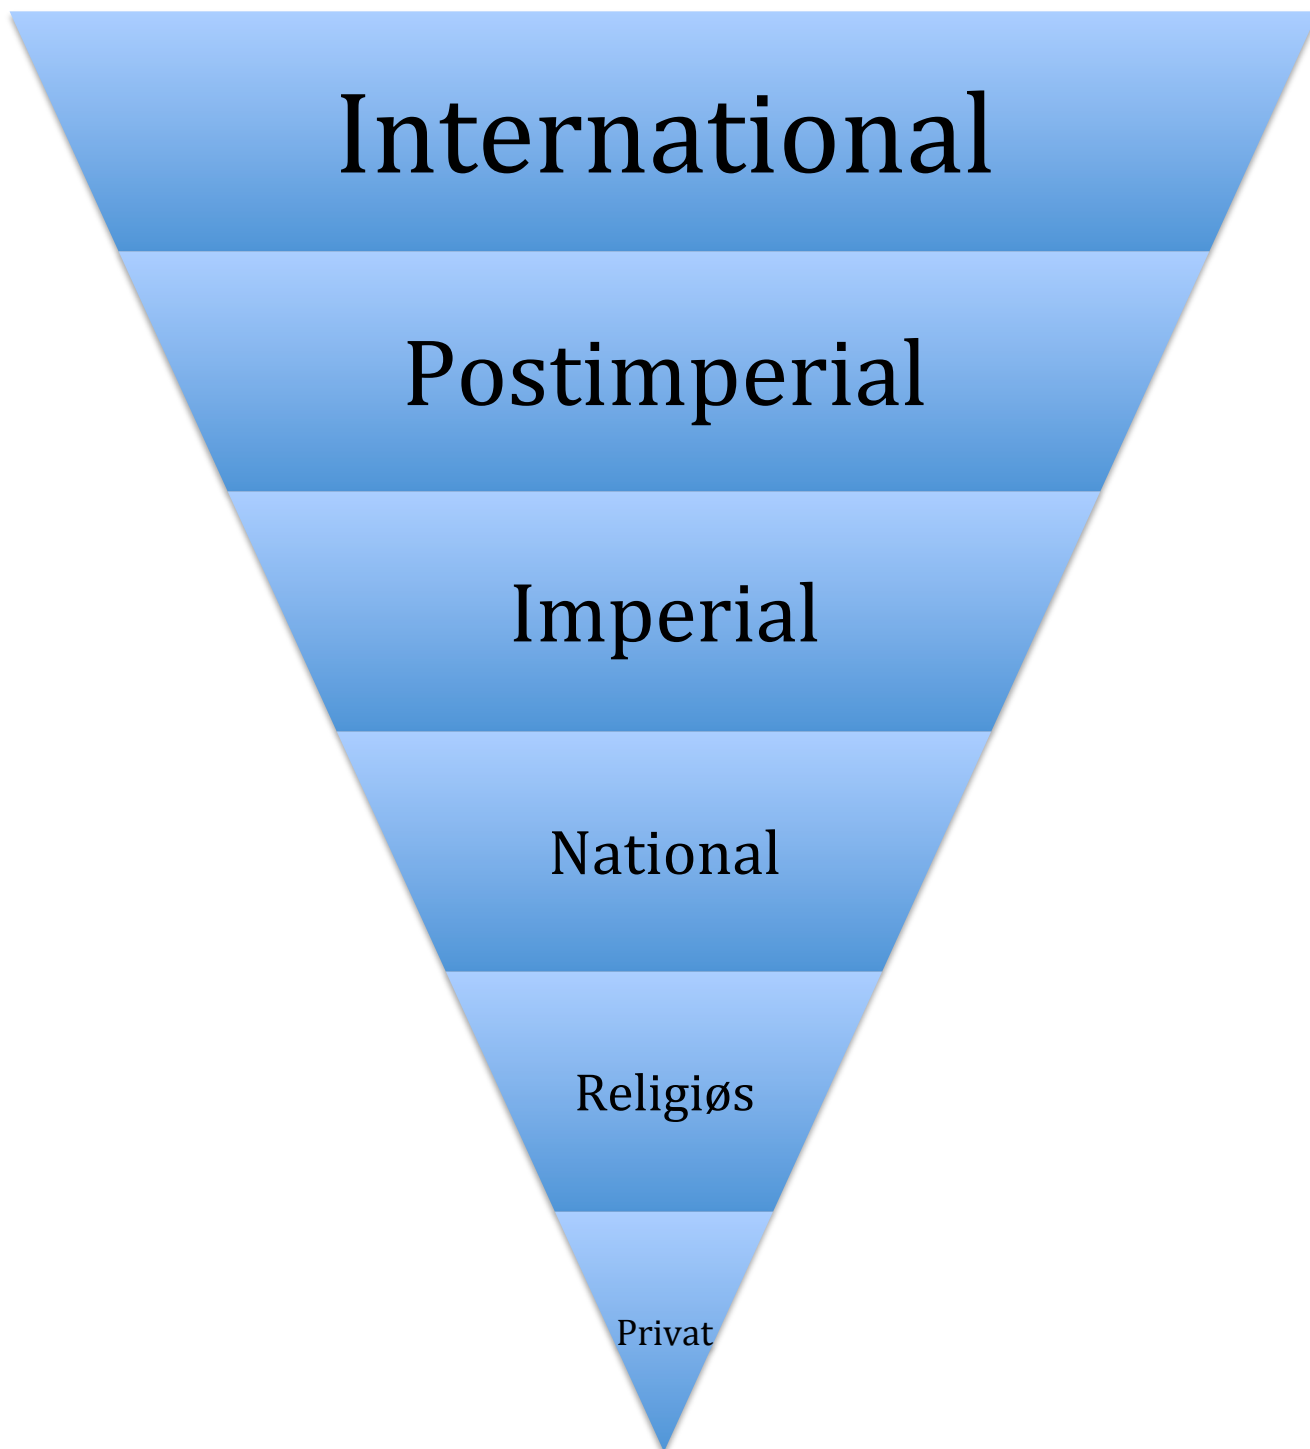 International
Postimperial
Imperial
National
Religiøs
Privat